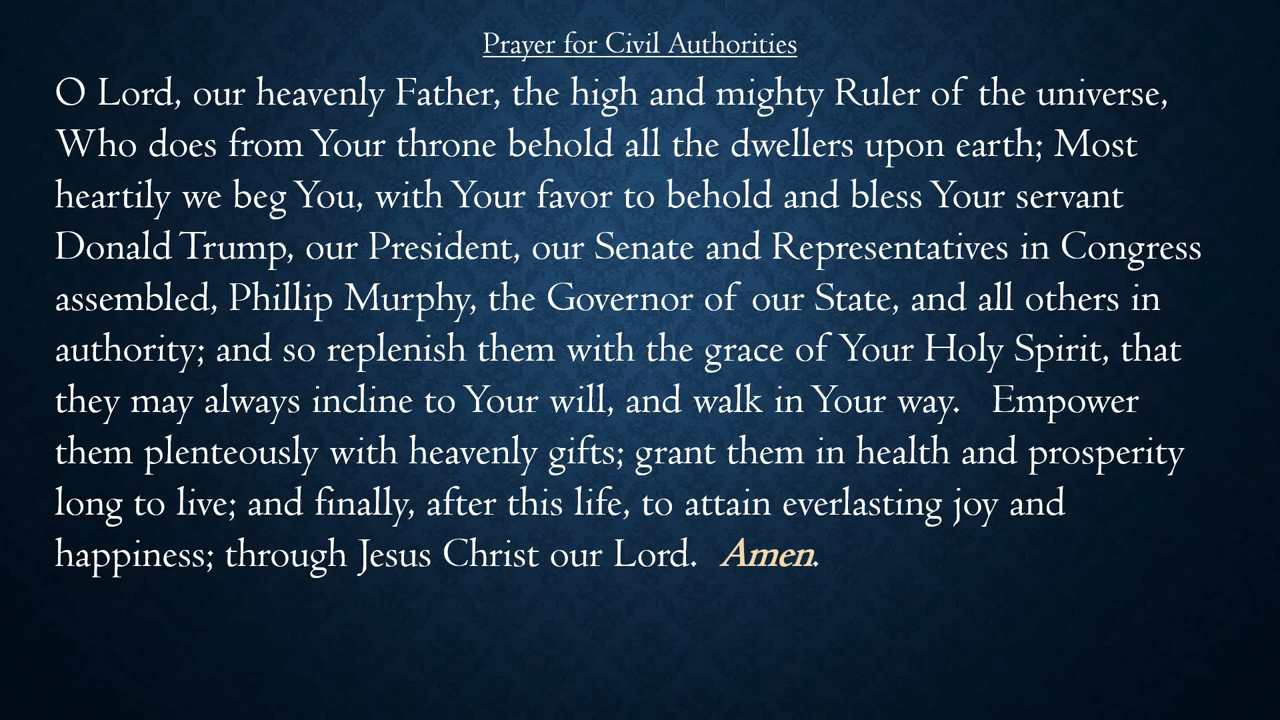 Prayer for Civil Authorities
O Lord, our heavenly Father, the high and mighty Ruler of the universe,
Who does from Your throne behold all the dwellers upon earth; Most
heartily we beg You, with Your favor to behold and bless Your servant
Donald Trump, our President, our Senate and Representatives in Congress
assembled, Phillip Murphy, the Governor of our State, and all others in
authority; and so replenish them with the grace of Your Holy Spirit, that
they may always incline to Your will, and walk in Your way. Empower
them plenteously with heavenly gifts; grant them in health and prosperity
long to live; and finally, after this life, to attain everlasting joy and
happiness; through Jesus Christ our Lord. Amen.